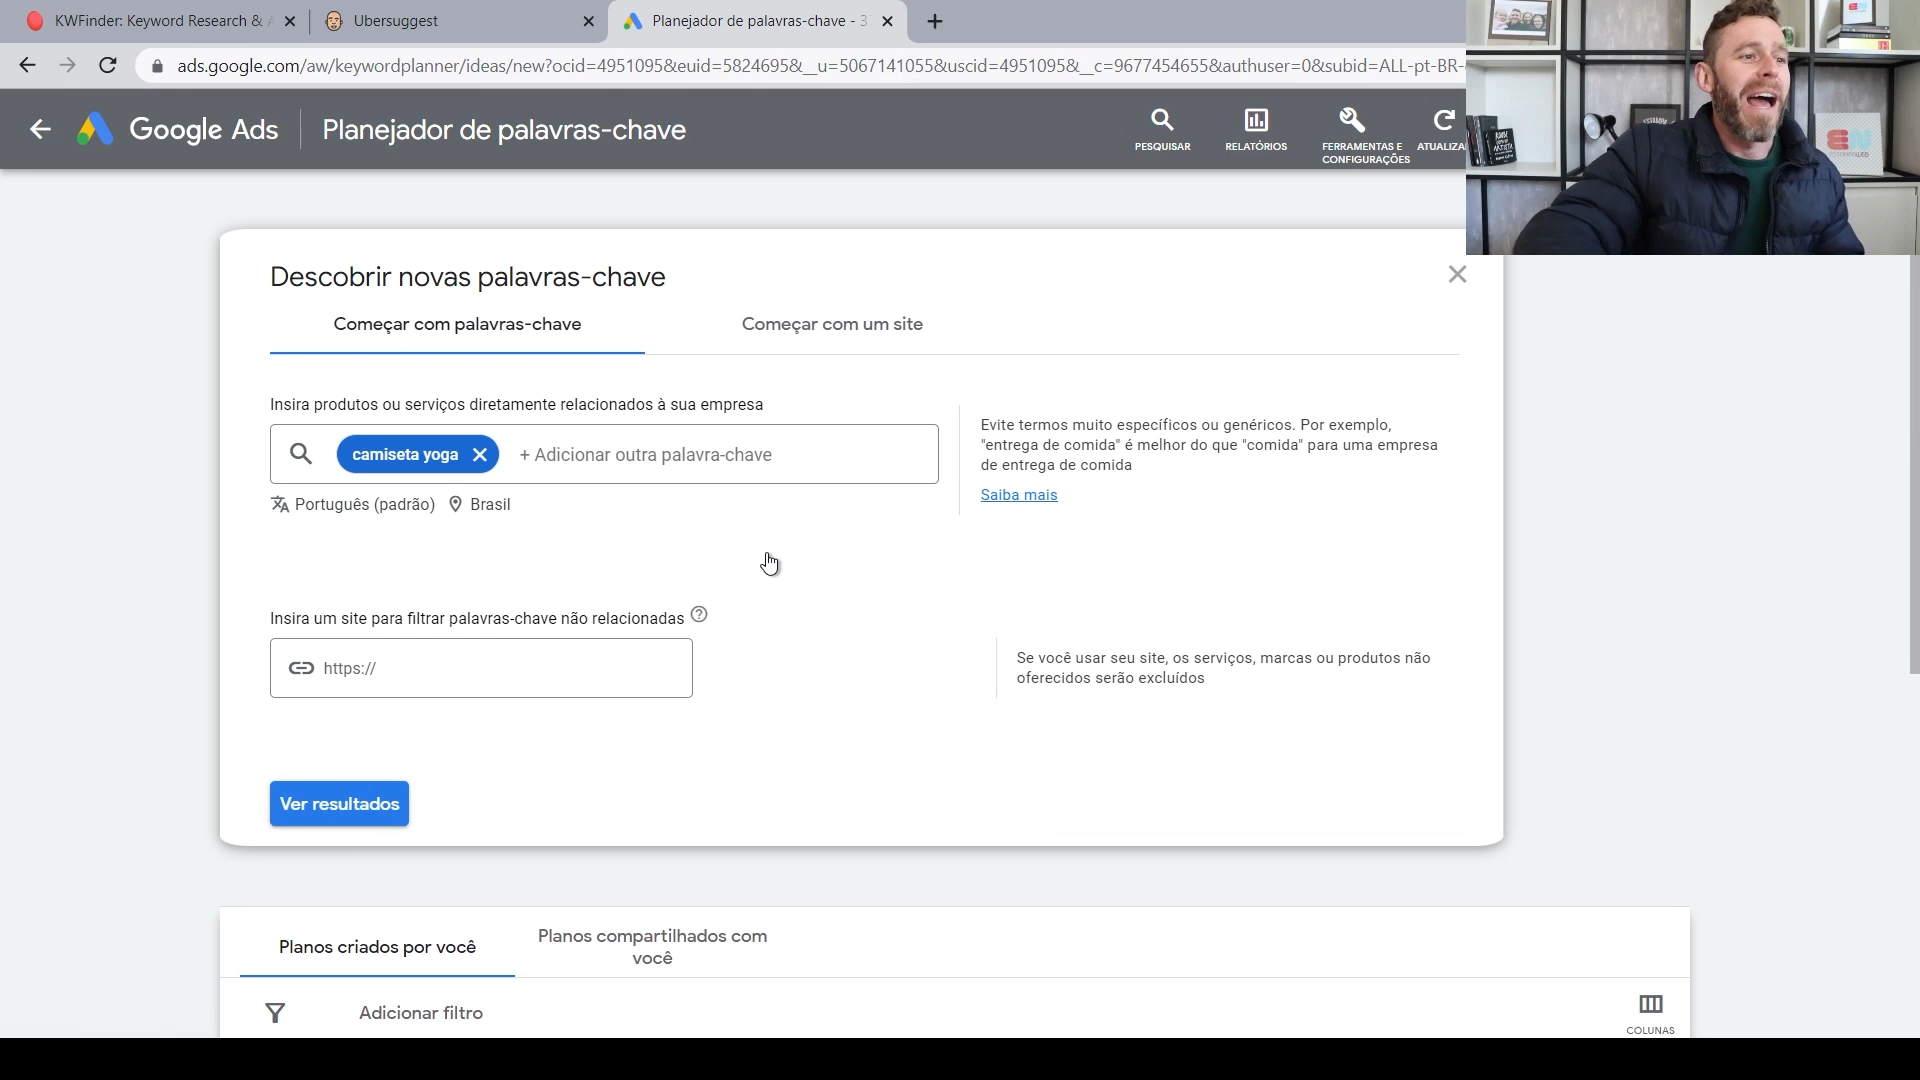 KWFinder: Keyword Research &
Ubersuggest
Planejador de palavras-chave - 3
ads.google.com/aw/keywordplanner/ideas/new?ocid=4951095&euid=5824695&__u=5067141055&uscid=4951095&__c=9677454655&authuser=0&subid=ALL-pt-BR-
Google Ads
Planejador de palavras-chave
PESQUISAR
RELATÓRIOS
FERRAMENTAS E
CONFIGURAÇÕES
ATUALIZA
Descobrir novas palavras-chave
Começar com palavras-chave
Começar com um site
Insira produtos ou serviços diretamente relacionados à sua empresa
camiseta yoga
+ Adicionar outra palavra-chave
Português (padrão)
Brasil
Evite termos muito específicos ou genéricos. Por exemplo,
"entrega de comida" é melhor do que "comida" para uma empresa
de entrega de comida
Saiba mais
Insira um site para filtrar palavras-chave não relacionadas
https://
Se você usar seu site, os serviços, marcas ou produtos não
oferecidos serão excluídos
Ver resultados
Planos criados por você
Planos compartilhados com
você
Adicionar filtro
COLUNAS